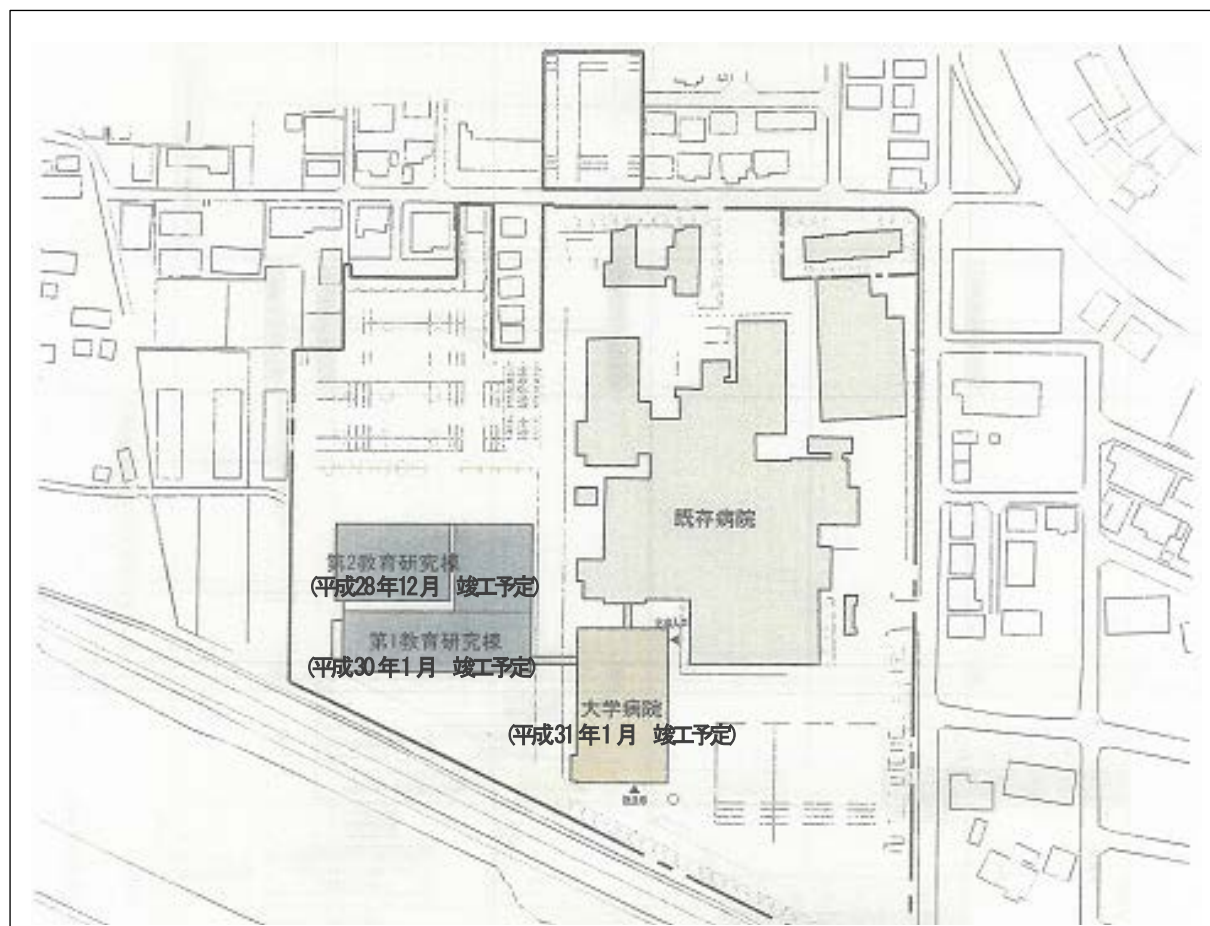 既存病院
第2教育研究棟
(平成28年12月 竣工予定)
第1教育研究棟
(平成30年1月 竣工予定)
大学病院
(平成31年1月 竣工予定)